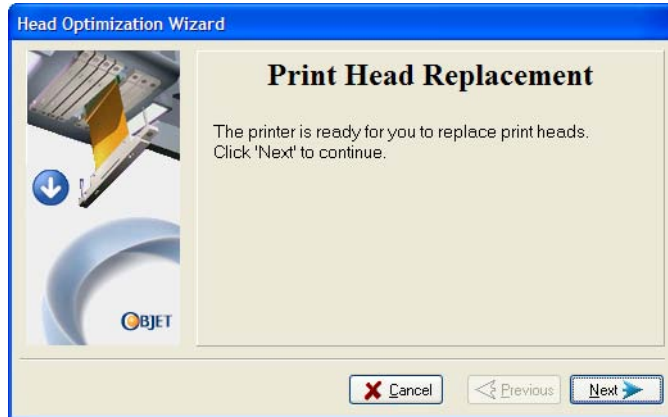 Head Optimization Wizard
Print Head Replacement
The printer is ready for you to replace print heads.
Click 'Next' to continue.
OBJET
Cancel
Previous
Next